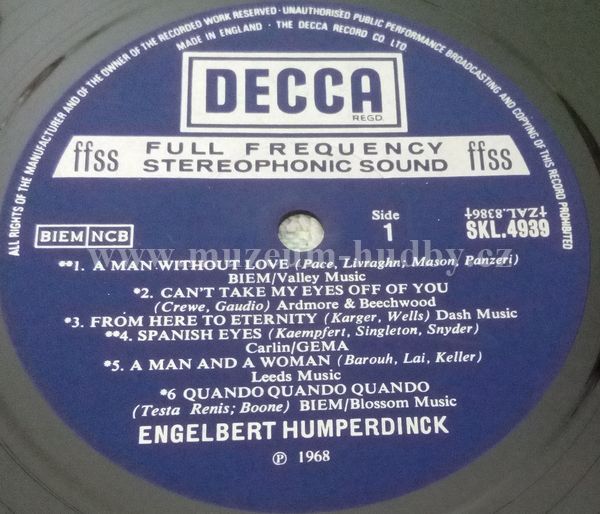 ALL RIGHTS OF THE MANUFACTURER AND OF THE OWNER OF THE RECORDED WORK RESERVED · UNAUTHORISED PUBLIC PERFORMANCE BROADCASTING AND COPYING OF THIS RECORD PROHIBITED
MADE IN ENGLAND · THE DECCA RECORD CO LTD
DECCA
REGD.
ffss FULL FREQUENCY STEREOPHONIC SOUND ffss
BIEM NCB
Side 1
‡ZAL.8386‡
SKL.4939
www.muzeum-hudby.cz
**1. A MAN WITHOUT LOVE (Pace, Livraghn; Mason, Panzeri)
BIEM/Valley Music
*2. CAN'T TAKE MY EYES OFF OF YOU
(Crewe, Gaudio) Ardmore & Beechwood
*3. FROM HERE TO ETERNITY (Karger, Wells) Dash Music
**4. SPANISH EYES (Kaempfert, Singleton, Snyder)
Carlin/GEMA
*5. A MAN AND A WOMAN (Barouh, Lai, Keller)
Leeds Music
*6 QUANDO QUANDO QUANDO
(Testa Renis; Boone) BIEM/Blossom Music
ENGELBERT HUMPERDINCK
℗ 1968